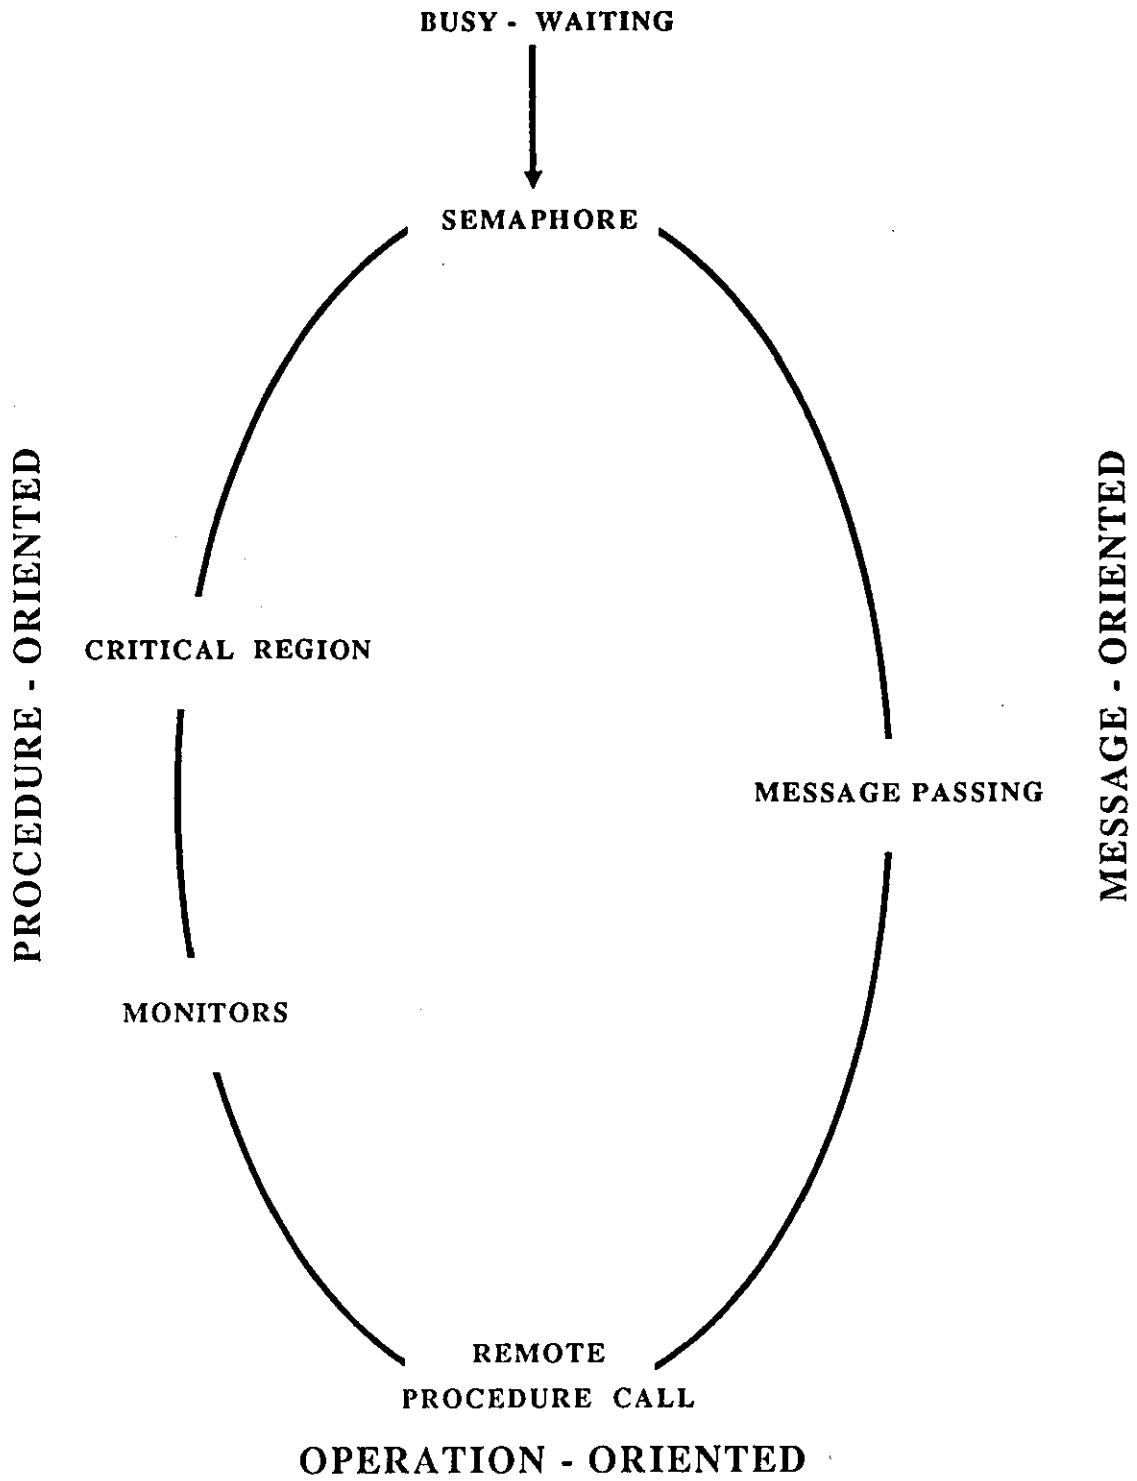 BUSY - WAITING
SEMAPHORE
PROCEDURE - ORIENTED
MESSAGE - ORIENTED
CRITICAL REGION
MESSAGE PASSING
MONITORS
REMOTE
PROCEDURE CALL
OPERATION - ORIENTED